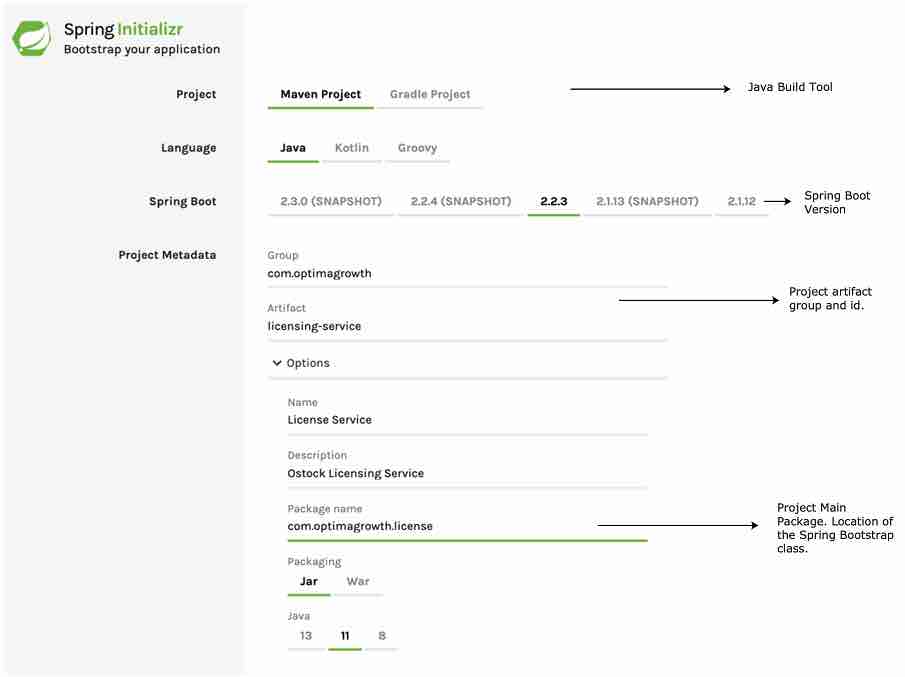 Spring Initializr
Bootstrap your application
Project
Maven Project
Gradle Project
Java Build Tool
Language
Java
Kotlin
Groovy
Spring Boot
2.3.0 (SNAPSHOT)
2.2.4 (SNAPSHOT)
2.2.3
2.1.13 (SNAPSHOT)
2.1.12
Spring Boot
Version
Project Metadata
Group
com.optimagrowth
Project artifact
group and id.
Artifact
licensing-service
Options
Name
License Service
Description
Ostock Licensing Service
Package name
com.optimagrowth.license
Project Main
Package. Location of
the Spring Bootstrap
class.
Packaging
Jar
War
Java
13
11
8